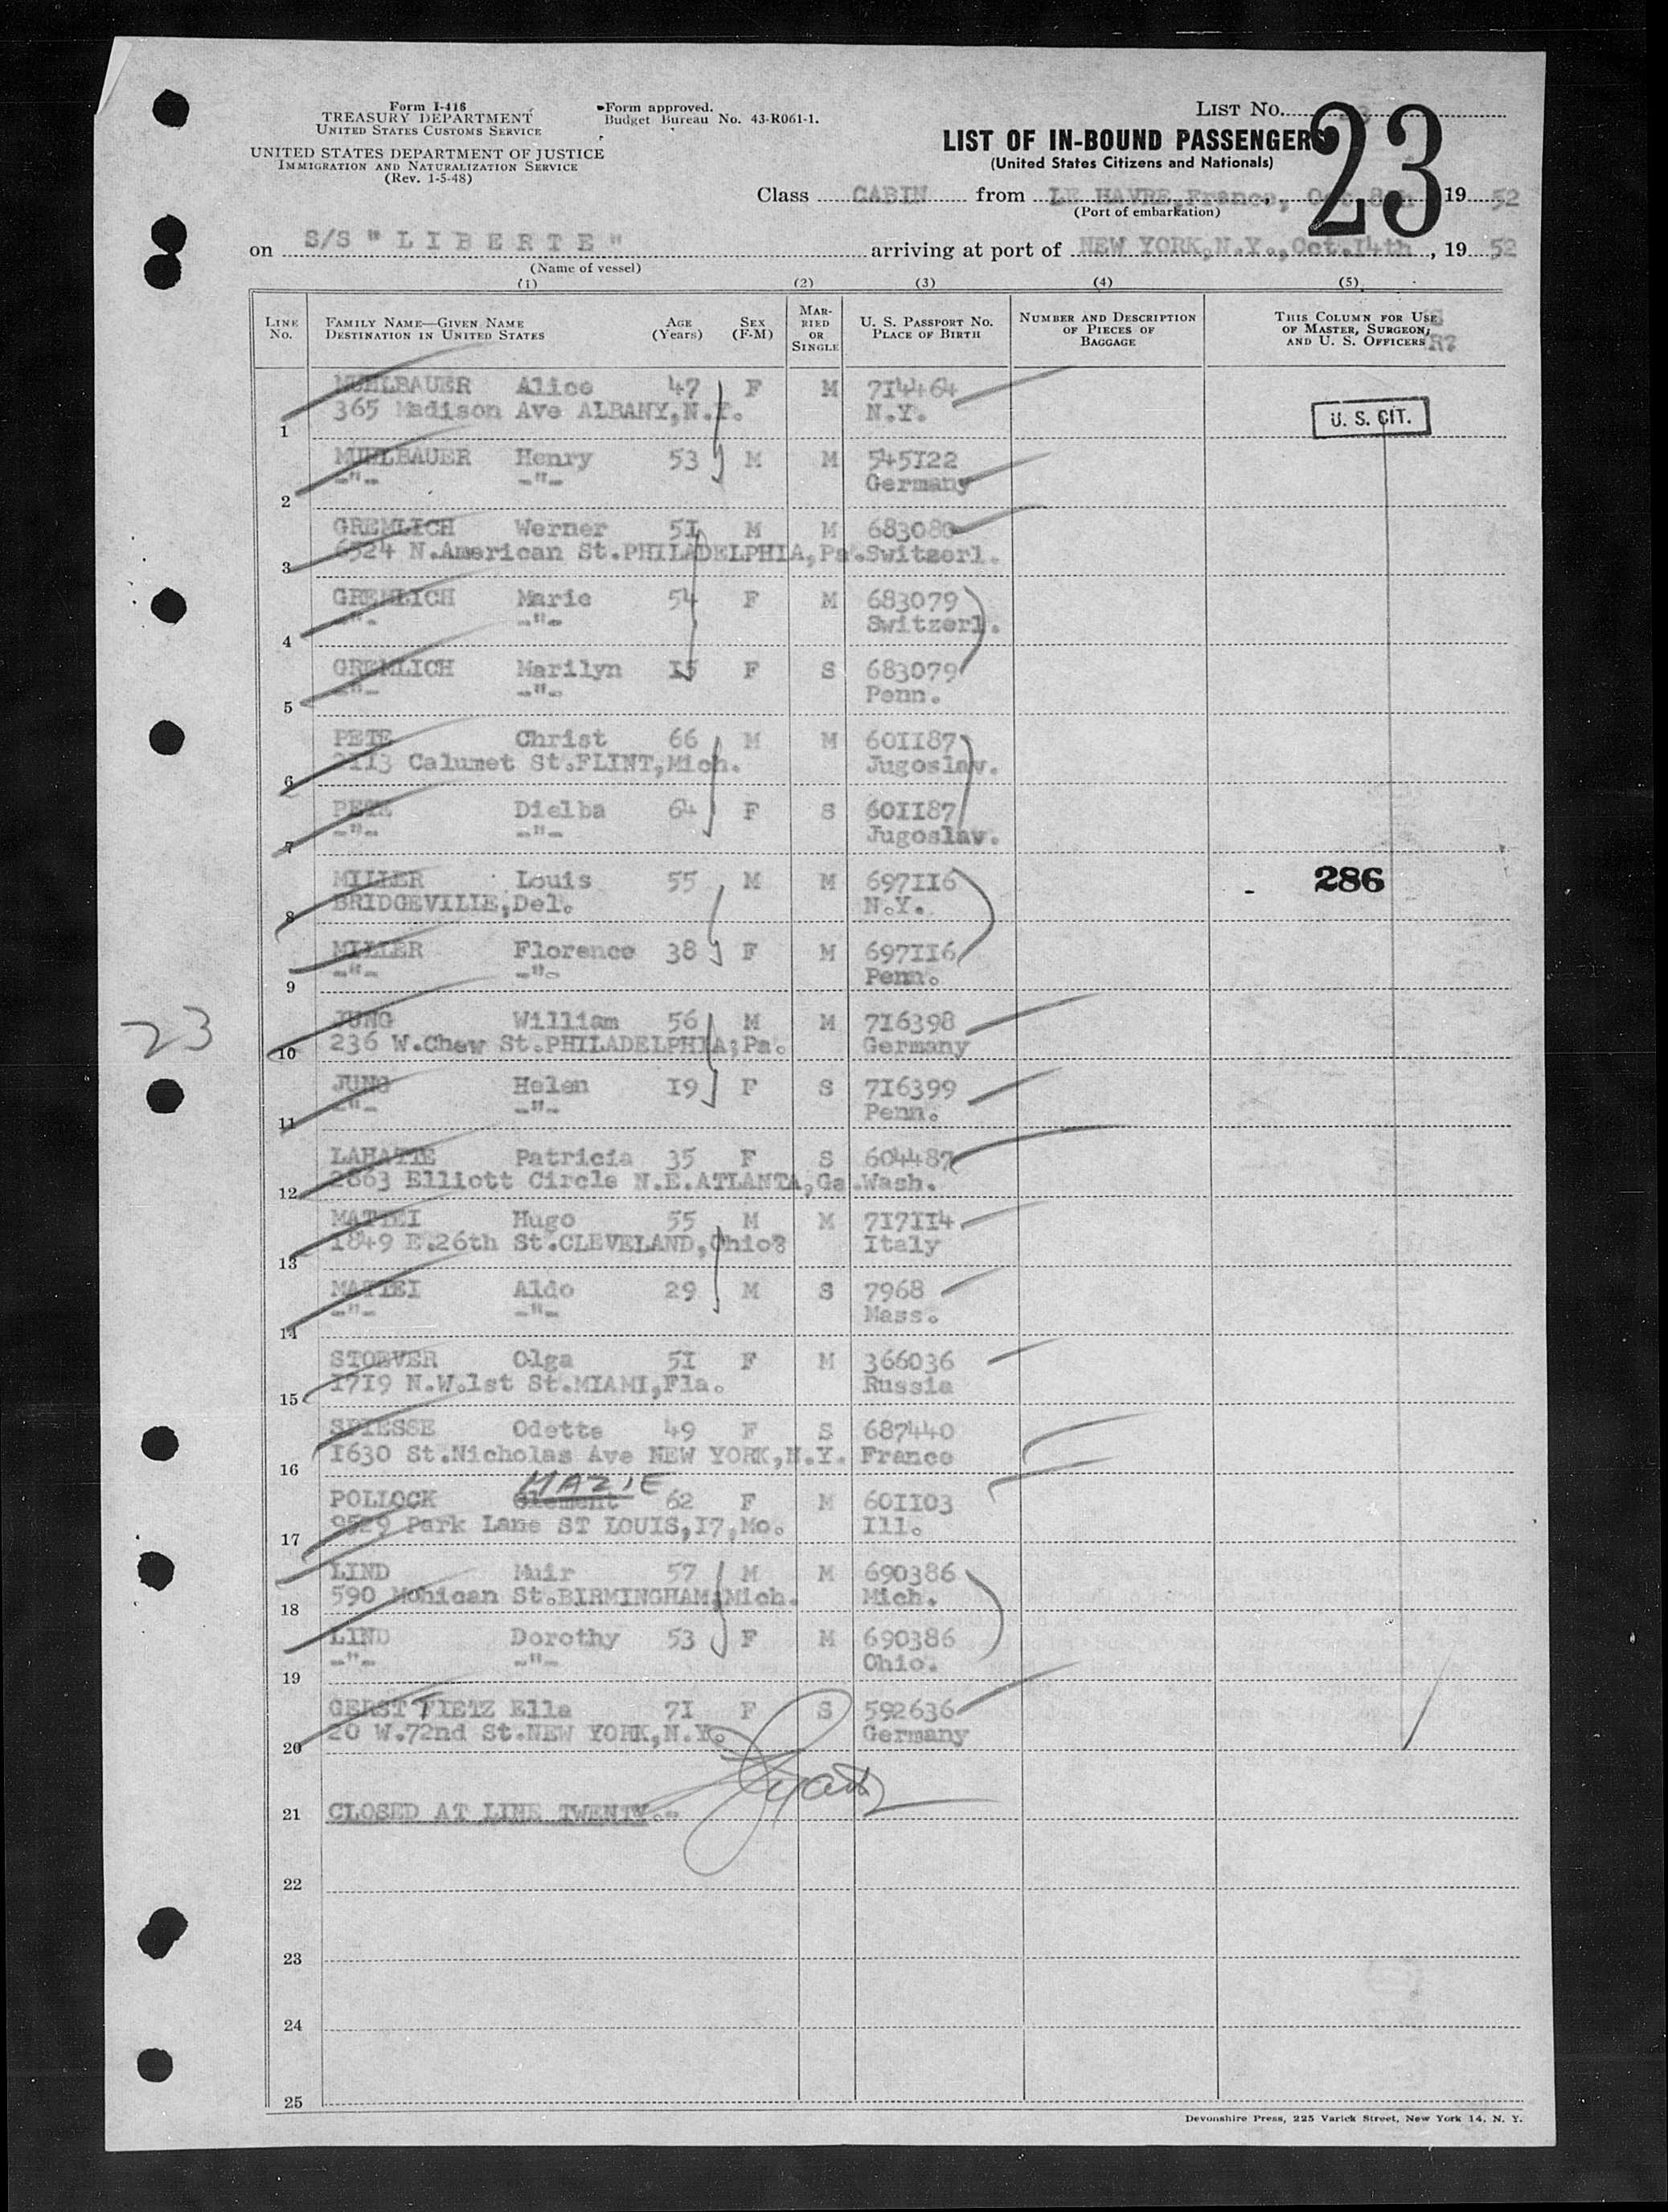 Form I-416
TREASURY DEPARTMENT
UNITED STATES CUSTOMS SERVICE
UNITED STATES DEPARTMENT OF JUSTICE
IMMIGRATION AND NATURALIZATION SERVICE
(Rev. 1-5-48)
Form approved.
Budget Bureau No. 43-R061-1.
LIST No. 23
LIST OF IN-BOUND PASSENGERS
(United States Citizens and Nationals)
Class CABIN from LE HAVRE, France, Oct 8th 1952
(Port of embarkation)
on S/S "LIBERTE" arriving at port of NEW YORK,N.Y., Oct.14th, 1952
(Name of vessel)
(1) (2) (3) (4) (5)
LINE No. FAMILY NAME—GIVEN NAME DESTINATION IN UNITED STATES AGE (Years) SEX (F-M) MARRIED OR SINGLE U. S. PASSPORT NO. PLACE OF BIRTH NUMBER AND DESCRIPTION OF PIECES OF BAGGAGE THIS COLUMN FOR USE OF MASTER, SURGEON, AND U. S. OFFICERS
MUHLBAUER Alice 47 F M 714464
1 365 Madison Ave ALBANY,N.Y. N.Y. U. S. CIT.
MUHLBAUER Henry 53 M M 545122
2 -"- -"- Germany
GREMLICH Werner 51 M M 683080
3 6524 N.American St.PHILADELPHIA,Pa. Switzerl.
GREMLICH Marie 54 F M 683079
4 -"- -"- Switzerl.
GREMLICH Marilyn 15 F S 683079
5 -"- -"- Penn.
PETE Christ 66 M M 601187
6 2113 Calumet St.FLINT,Mich. Jugoslav.
PETE Dielba 64 F S 601187
7 -"- -"- Jugoslav.
MILLER Louis 55 M M 697116 286
8 BRIDGEVILLE,Del. N.Y.
MILLER Florence 38 F M 697116
9 -"- -"- Penn.
JUNG William 56 M M 716398
23
10 236 W.Chew St.PHILADELPHIA,Pa. Germany
JUNG Helen 19 F S 716399
11 -"- -"- Penn.
Patricia 35 F S 604487
12 2863 Elliott Circle N.E.ATLANTA,Ga. Wash.
MATTEI Hugo 55 M M 717114
13 1849 E.26th St.CLEVELAND,Ohio Italy
MATTEI Aldo 29 M S 7968
14 -"- -"- Mass.
STOEVER Olga 51 F M 366036
15 1719 N.W.1st St.MIAMI,Fla. Russia
SPIESSE Odette 49 F S 687440
16 1630 St.Nicholas Ave NEW YORK,N.Y. France
MAZIE
POLLOCK Clement 62 F M 601103
17 9529 Park Lane ST LOUIS,17,Mo. Ill.
LIND Muir 57 M M 690386
18 590 Mohican St.BIRMINGHAM,Mich. Mich.
LIND Dorothy 53 F M 690386
19 -"- -"- Ohio.
GERST TIETZ Ella 71 F S 592636
20 20 W.72nd St.NEW YORK,N.Y. Germany
21 CLOSED AT LINE TWENTY.-
22
23
24
25
Devonshire Press, 225 Varick Street, New York 14, N. Y.